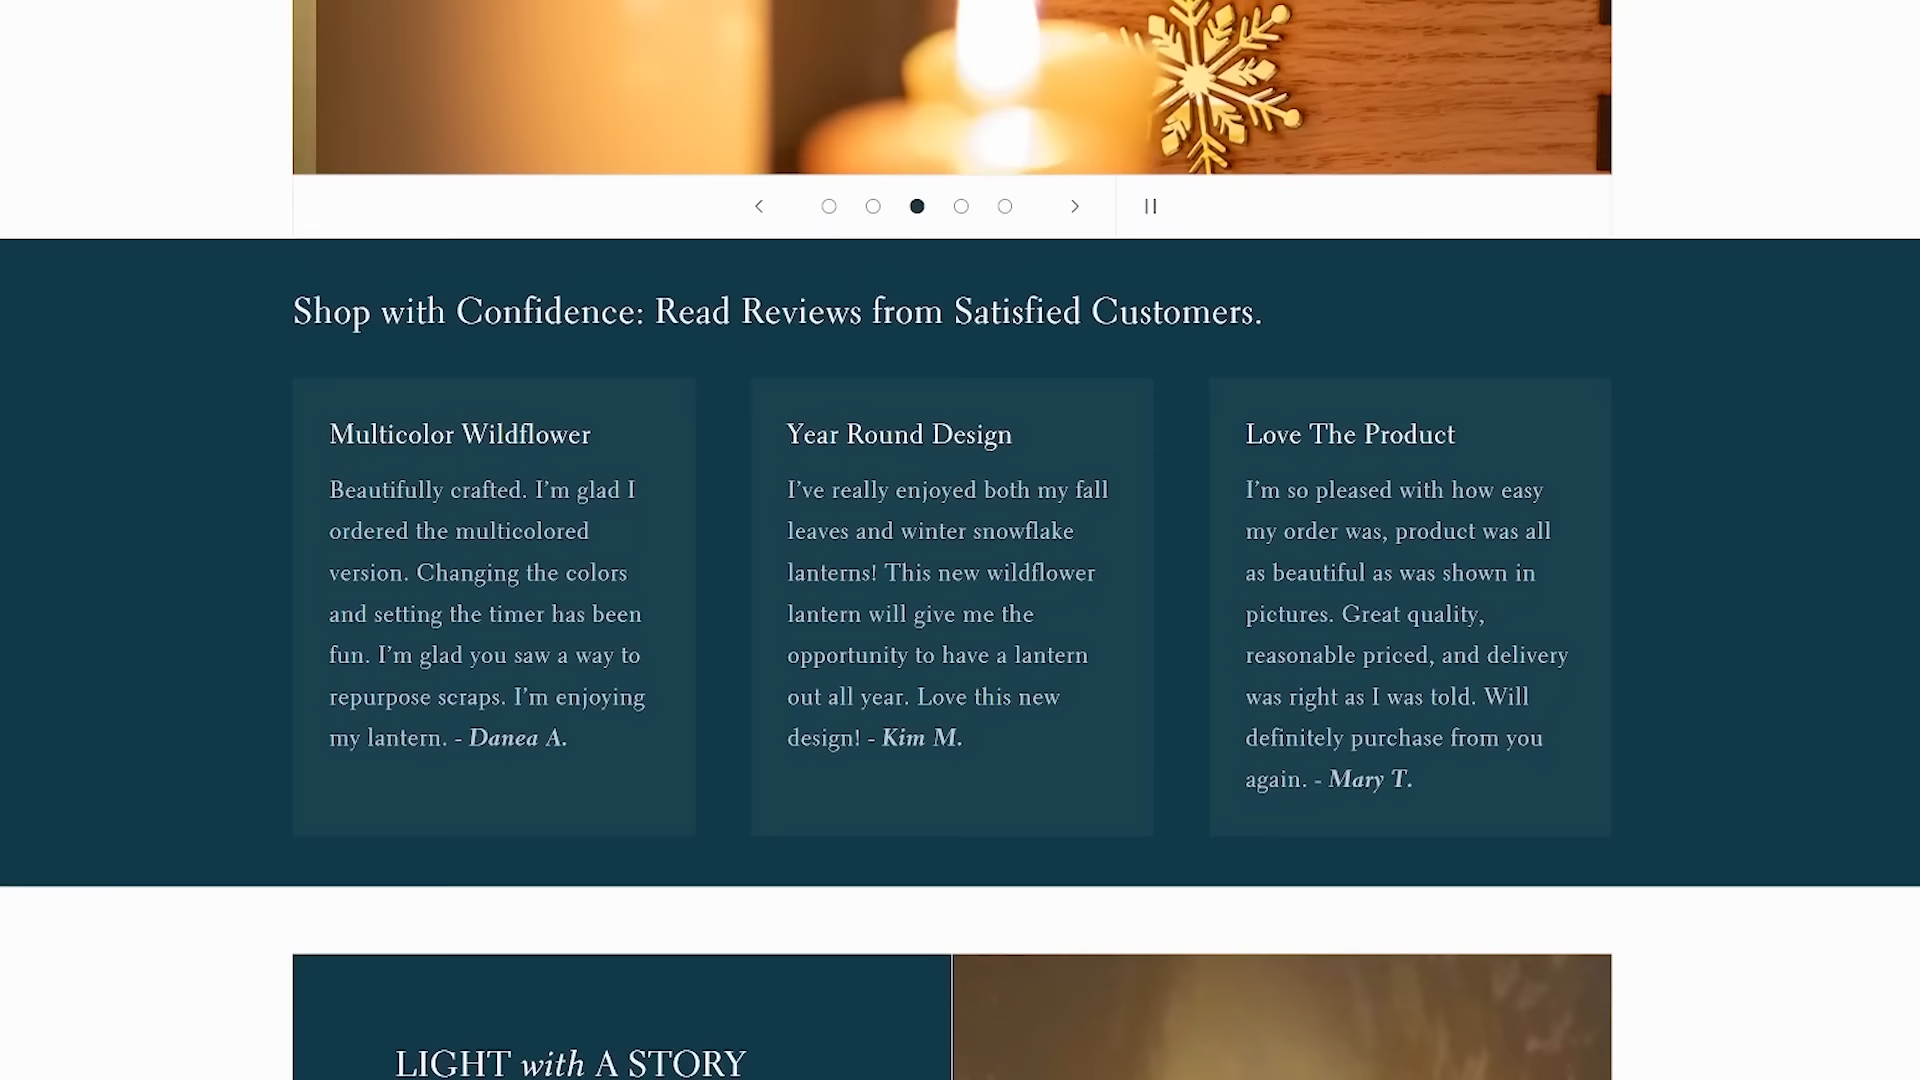 Shop with Confidence: Read Reviews from Satisfied Customers.
Multicolor Wildflower
Beautifully crafted. I’m glad I
ordered the multicolored
version. Changing the colors
and setting the timer has been
fun. I’m glad you saw a way to
repurpose scraps. I’m enjoying
my lantern. - Danea A.
Year Round Design
I’ve really enjoyed both my fall
leaves and winter snowflake
lanterns! This new wildflower
lantern will give me the
opportunity to have a lantern
out all year. Love this new
design! - Kim M.
Love The Product
I’m so pleased with how easy
my order was, product was all
as beautiful as was shown in
pictures. Great quality,
reasonable priced, and delivery
was right as I was told. Will
definitely purchase from you
again. - Mary T.
LIGHT with A STORY